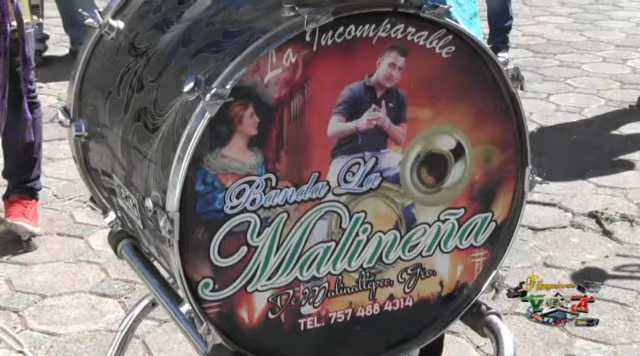 La Incomparable
Banda La
Malineña
De Malinaltepec, Gro.
TEL. 757 488 4314